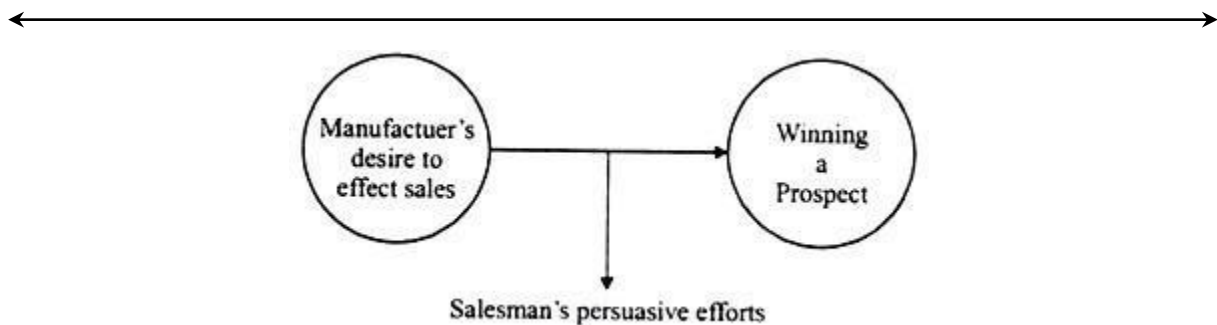 Manufactuer's
desire to
effect sales
Winning
a
Prospect
Salesman's persuasive efforts